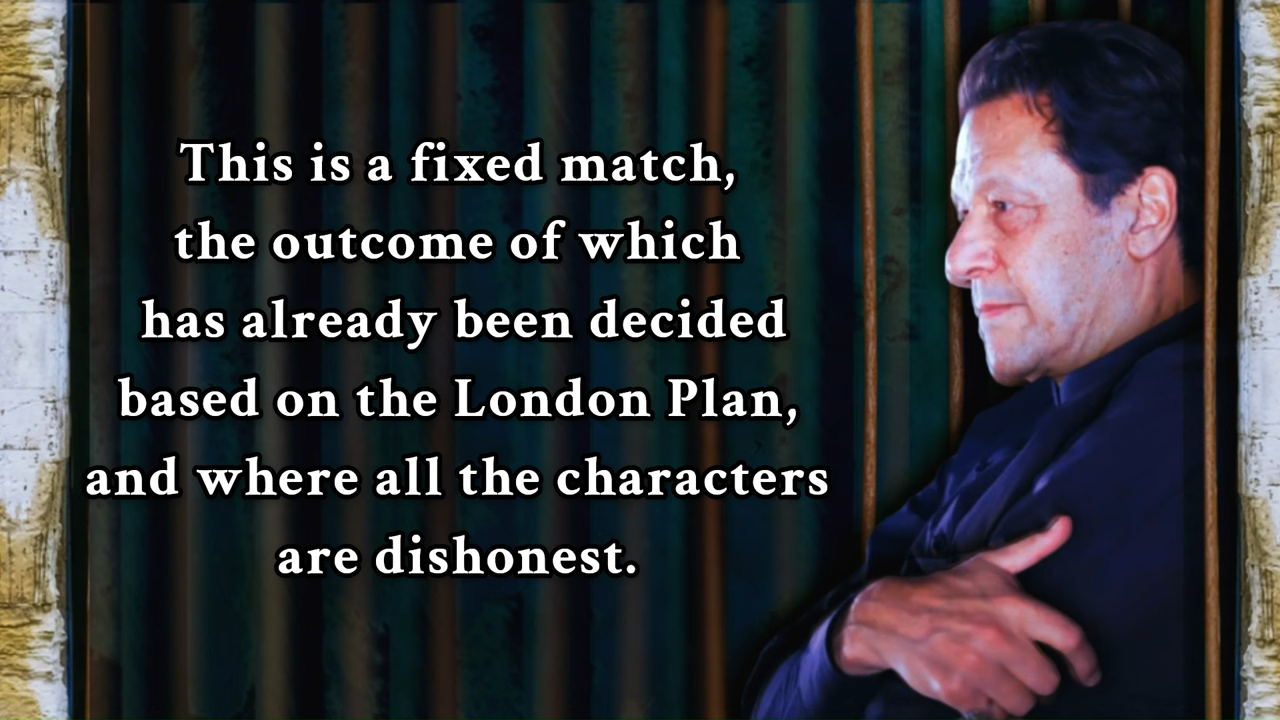 This is a fixed match,
the outcome of which
has already been decided
based on the London Plan,
and where all the characters
are dishonest.